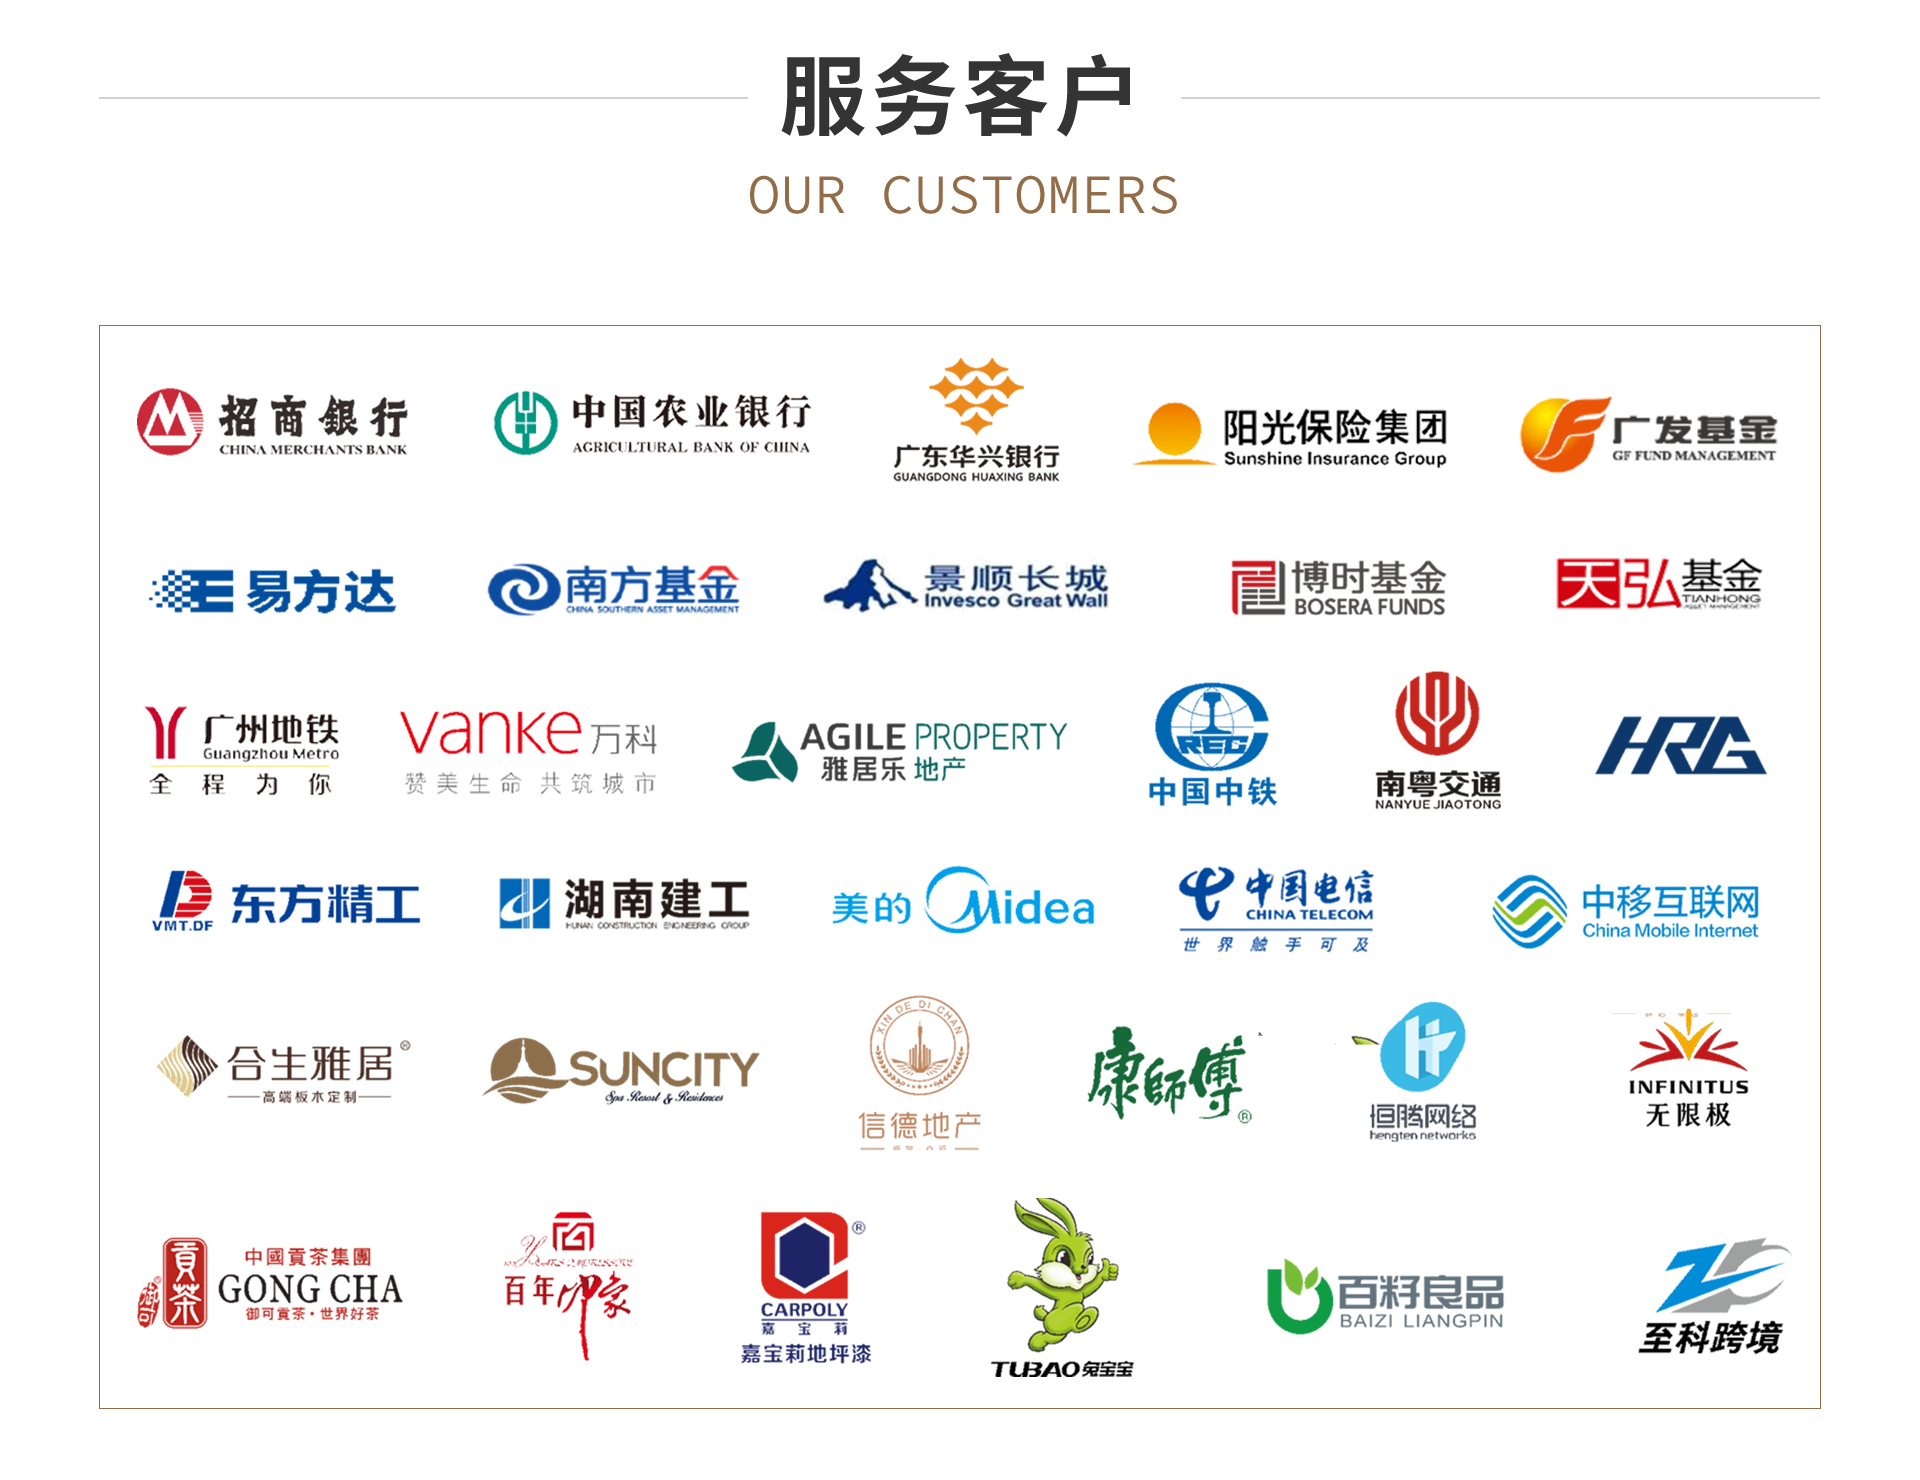 服务客户
OUR CUSTOMERS
招商银行
CHINA MERCHANTS BANK
中国农业银行
AGRICULTURAL BANK OF CHINA
广东华兴银行
GUANGDONG HUAXING BANK
阳光保险集团
Sunshine Insurance Group
广发基金
GF FUND MANAGEMENT
易方达
南方基金
CHINA SOUTHERN ASSET MANAGEMENT
景顺长城
Invesco Great Wall
博时基金
BOSERA FUNDS
天弘基金
TIANHONG
ASSET MANAGEMENT
广州地铁
Guangzhou Metro
全程为你
vanke万科
赞美生命 共筑城市
AGILE PROPERTY
雅居乐地产
CREC
中国中铁
南粤交通
NANYUE JIAOTONG
HRG
VMT.DF
东方精工
湖南建工
HUNAN CONSTRUCTION ENGINEERING GROUP
美的 Midea
中国电信
CHINA TELECOM
世界触手可及
中移互联网
China Mobile Internet
合生雅居®
高端板木定制
SUNCITY
Spa Resort & Residences
XIN DE DI CHAN
信德地产
康師傅®
恒腾网络
hengten networks
INFINITUS
无限极
御可貢茶
中國貢茶集團
GONG CHA
御可貢茶·世界好茶
百年印象
®
CARPOLY
嘉宝莉
嘉宝莉地坪漆
TUBAO兔宝宝
百籽良品
BAIZI LIANGPIN
至科跨境